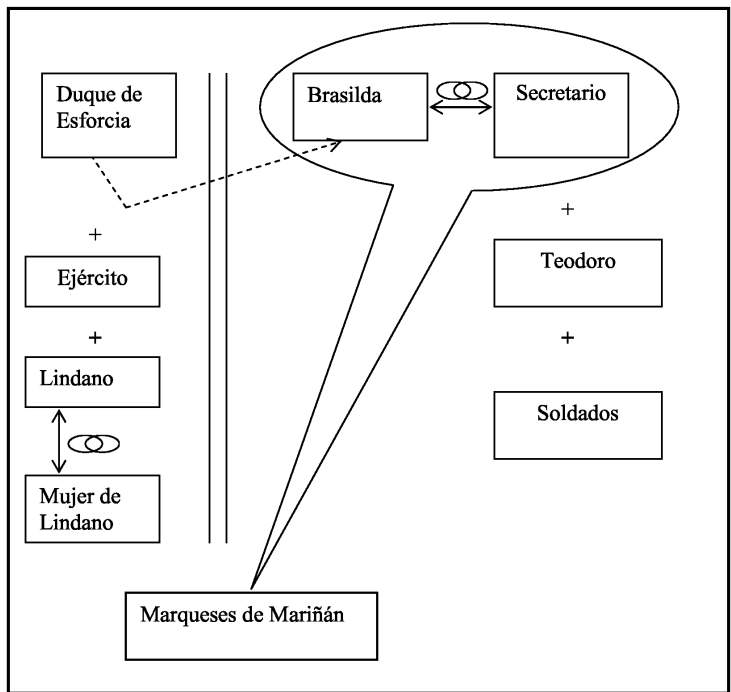 Duque de
Esforcia
Brasilda
Secretario
+
+
Ejército
Teodoro
+
+
Lindano
Soldados
Mujer de
Lindano
Marqueses de Mariñán